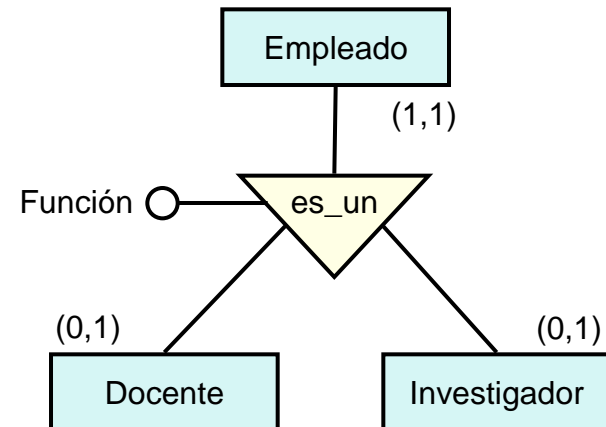 Empleado
(1,1)
Función
es_un
(0,1)
(0,1)
Docente
Investigador